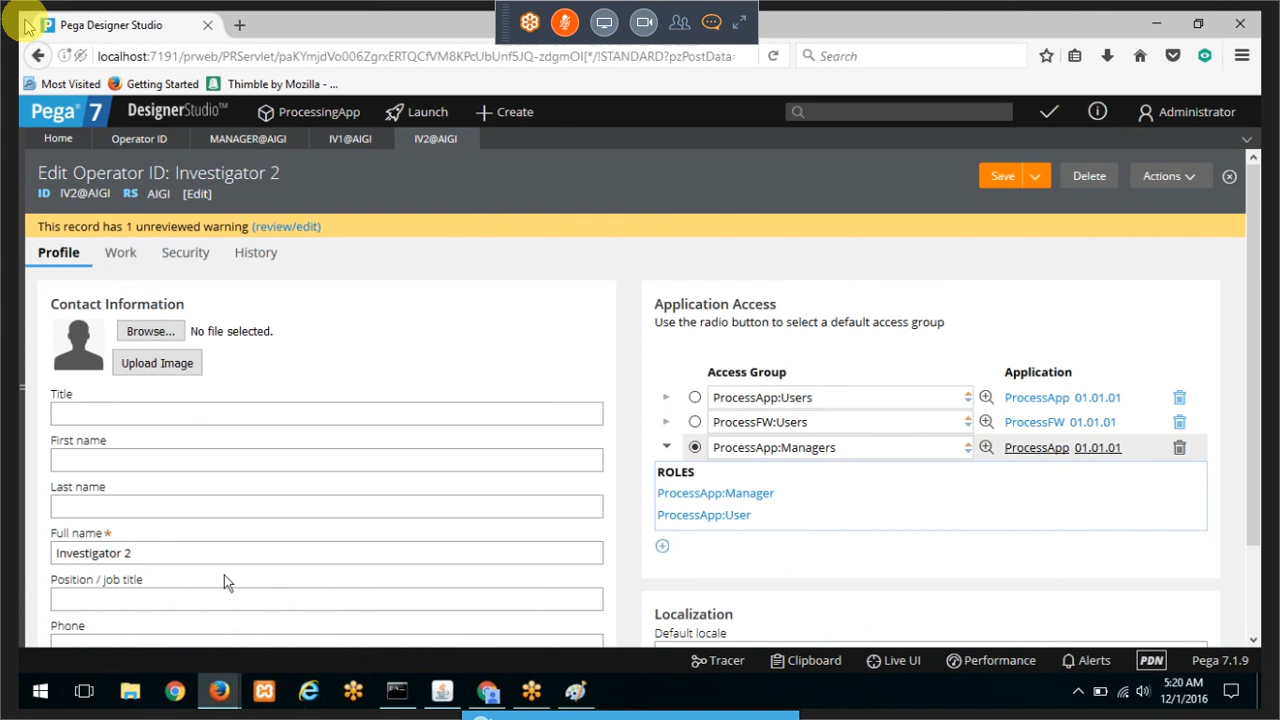 Pega Designer Studio
localhost:7191/prweb/PRServlet/paKYmjdVo006ZgrxERTQCfVM8KPcUbUnf5JQ-zdgmOI[*/!STANDARD?pzPostData=
Search
Most Visited Getting Started Thimble by Mozilla - ...
Pega 7 DesignerStudio™ ProcessingApp Launch Create Administrator
Home Operator ID MANAGER@AIGI IV1@AIGI IV2@AIGI
Edit Operator ID: Investigator 2
ID IV2@AIGI RS AIGI [Edit]
Save Delete Actions
This record has 1 unreviewed warning (review/edit)
Profile Work Security History
Contact Information
Browse... No file selected.
Upload Image
Title
First name
Last name
Full name*
Investigator 2
Position / job title
Phone
Application Access
Use the radio button to select a default access group
Access Group Application
ProcessApp:Users ProcessApp 01.01.01
ProcessFW:Users ProcessFW 01.01.01
ProcessApp:Managers ProcessApp 01.01.01
ROLES
ProcessApp:Manager
ProcessApp:User
Localization
Default locale
Tracer Clipboard Live UI Performance Alerts PDN Pega 7.1.9
5:20 AM
12/1/2016